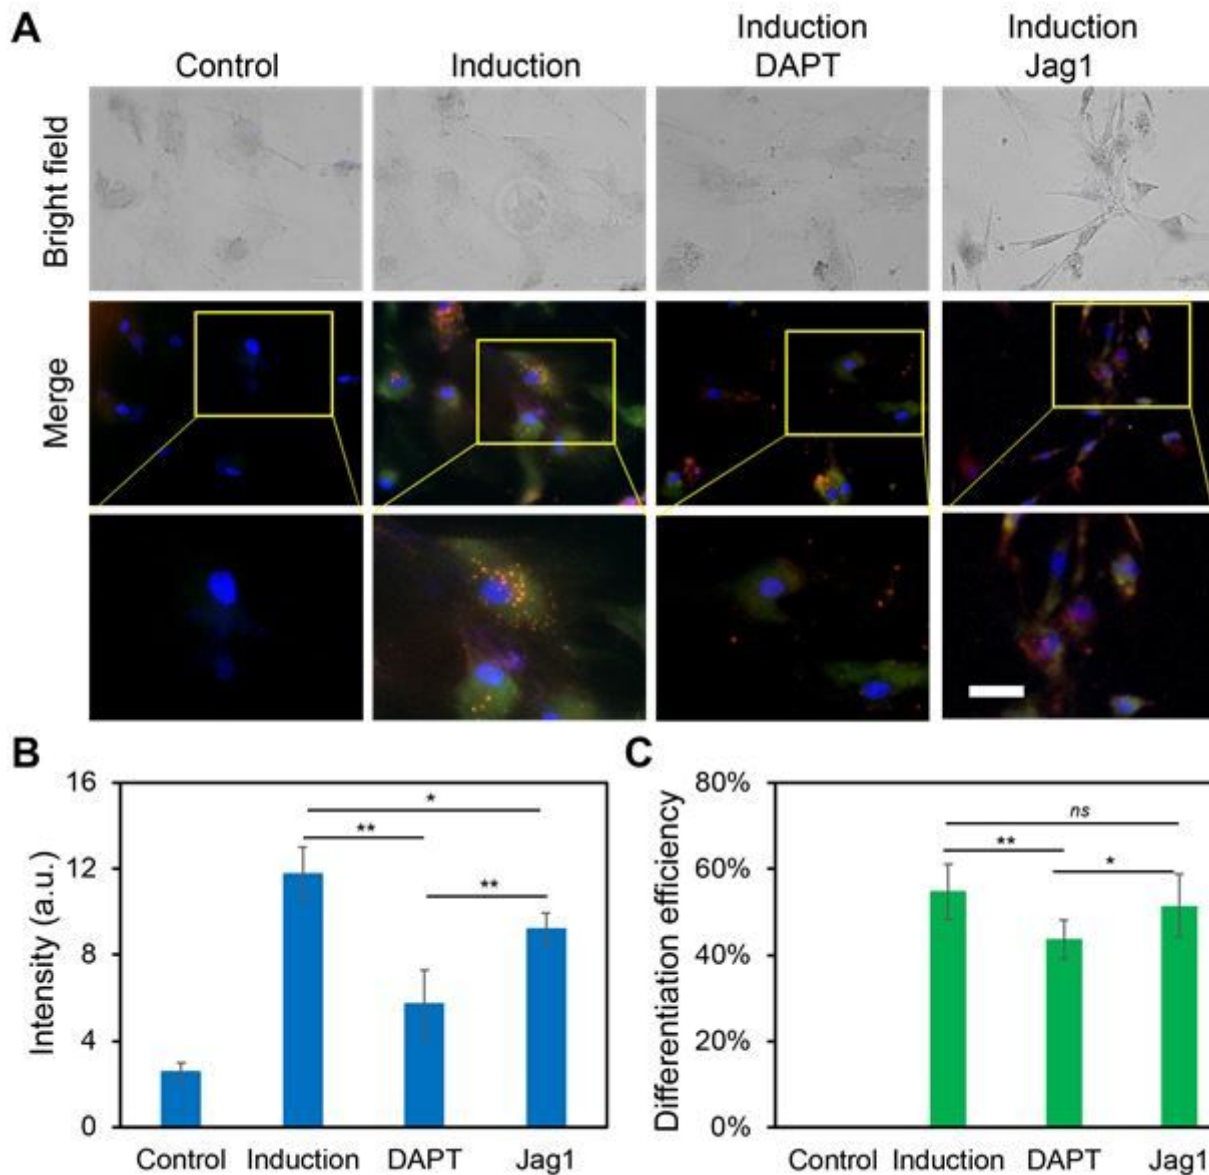 A
Control
Induction
Induction
DAPT
Induction
Jag1
Bright field
Merge
B
Intensity (a.u.)
16
12
8
4
0
*
**
**
Control Induction DAPT Jag1
C
Differentiation efficiency
80%
60%
40%
20%
0%
ns
**
*
Control Induction DAPT Jag1